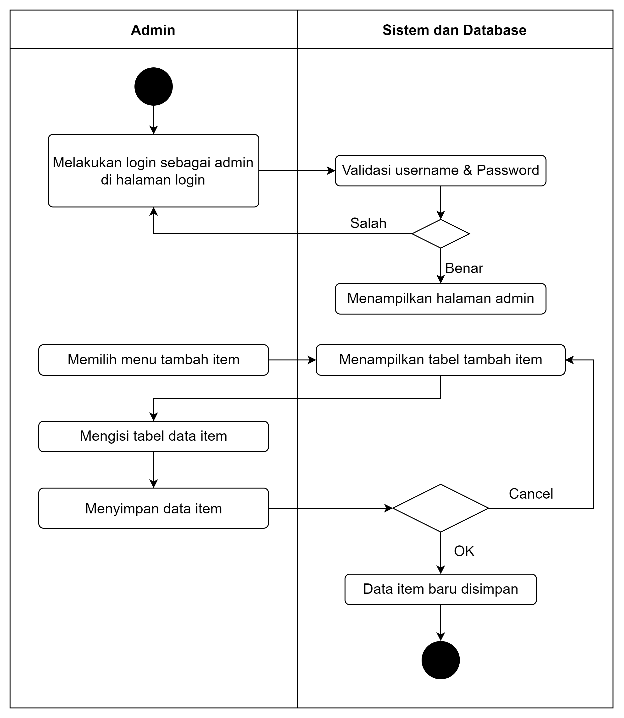 Admin
Sistem dan Database
Melakukan login sebagai admin
di halaman login
Validasi username & Password
Salah
Benar
Menampilkan halaman admin
Memilih menu tambah item
Menampilkan tabel tambah item
Mengisi tabel data item
Menyimpan data item
Cancel
OK
Data item baru disimpan